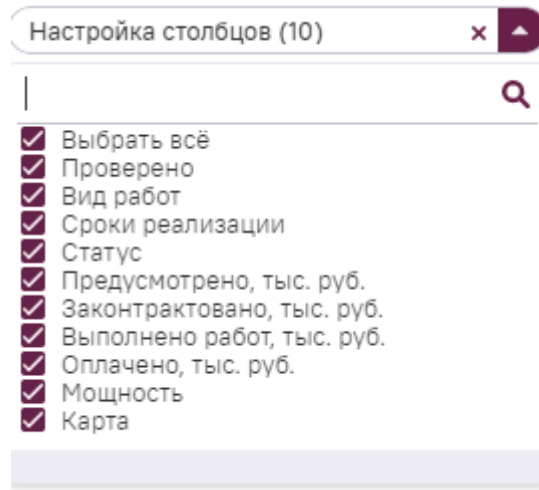 Настройка столбцов (10)
Выбрать всё
Проверено
Вид работ
Сроки реализации
Статус
Предусмотрено, тыс. руб.
Законтрактовано, тыс. руб.
Выполнено работ, тыс. руб.
Оплачено, тыс. руб.
Мощность
Карта